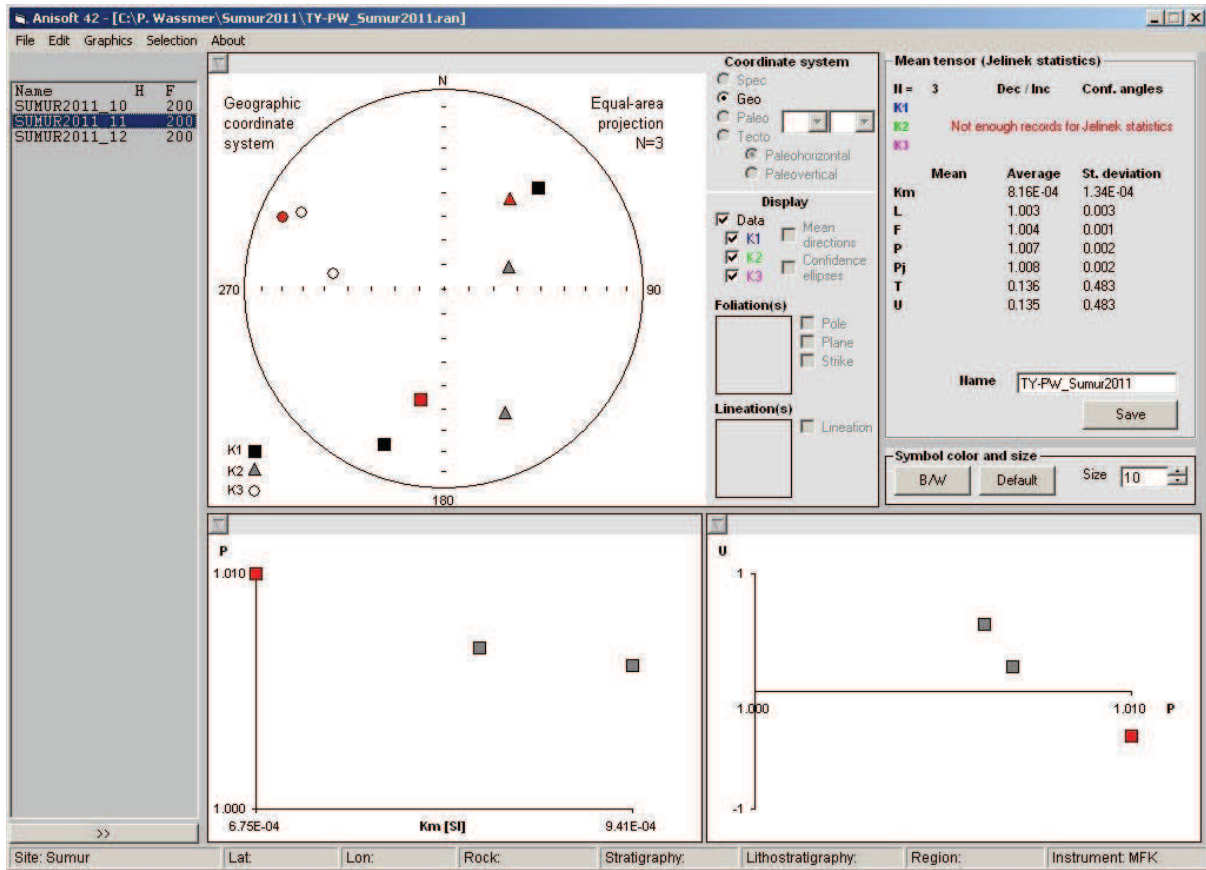 Anisoft 42 - [C:\P. Wassmer\Sumur2011\TY-PW_Sumur2011.ran]
File Edit Graphics Selection About
Name H F
SUMUR2011_10 200
SUMUR2011_11 200
SUMUR2011_12 200
>>
Geographic
coordinate
system
N
Equal-area
projection
N=3
270
90
180
K1
K2
K3
Coordinate system
Spec
Geo
Paleo
Tecto
Paleohorizontal
Paleovertical
Display
Data
K1
K2
K3
Mean
directions
Confidence
ellipses
Foliation(s)
Pole
Plane
Strike
Lineation(s)
Lineation
Mean tensor (Jelinek statistics)
N = 3 Dec / Inc Conf. angles
K1
K2 Not enough records for Jelinek statistics
K3
Mean Average St. deviation
Km 8.16E-04 1.34E-04
L 1.003 0.003
F 1.004 0.001
P 1.007 0.002
Pj 1.008 0.002
T 0.136 0.483
U 0.135 0.483
Name TY-PW_Sumur2011
Save
Symbol color and size
B/W Default Size 10
P
1.010
1.000
6.75E-04 Km [SI] 9.41E-04
U
1
1.000 1.010 P
-1
Site: Sumur Lat: Lon: Rock: Stratigraphy: Lithostratigraphy: Region: Instrument: MFK